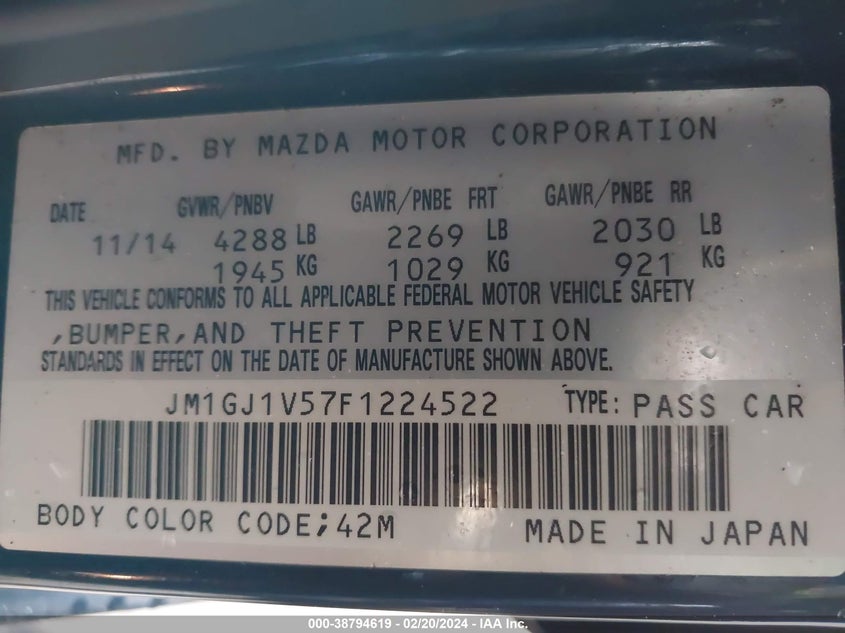 MFD. BY MAZDA MOTOR CORPORATION
DATE GVWR/PNBV GAWR/PNBE FRT GAWR/PNBE RR
11/14 4288 LB 2269 LB 2030 LB
1945 KG 1029 KG 921 KG
THIS VEHICLE CONFORMS TO ALL APPLICABLE FEDERAL MOTOR VEHICLE SAFETY
,BUMPER,AND THEFT PREVENTION
STANDARDS IN EFFECT ON THE DATE OF MANUFACTURE SHOWN ABOVE.
JM1GJ1V57F1224522 TYPE: PASS CAR
BODY COLOR CODE;42M MADE IN JAPAN
000-38794619 - 02/20/2024 - IAA Inc.